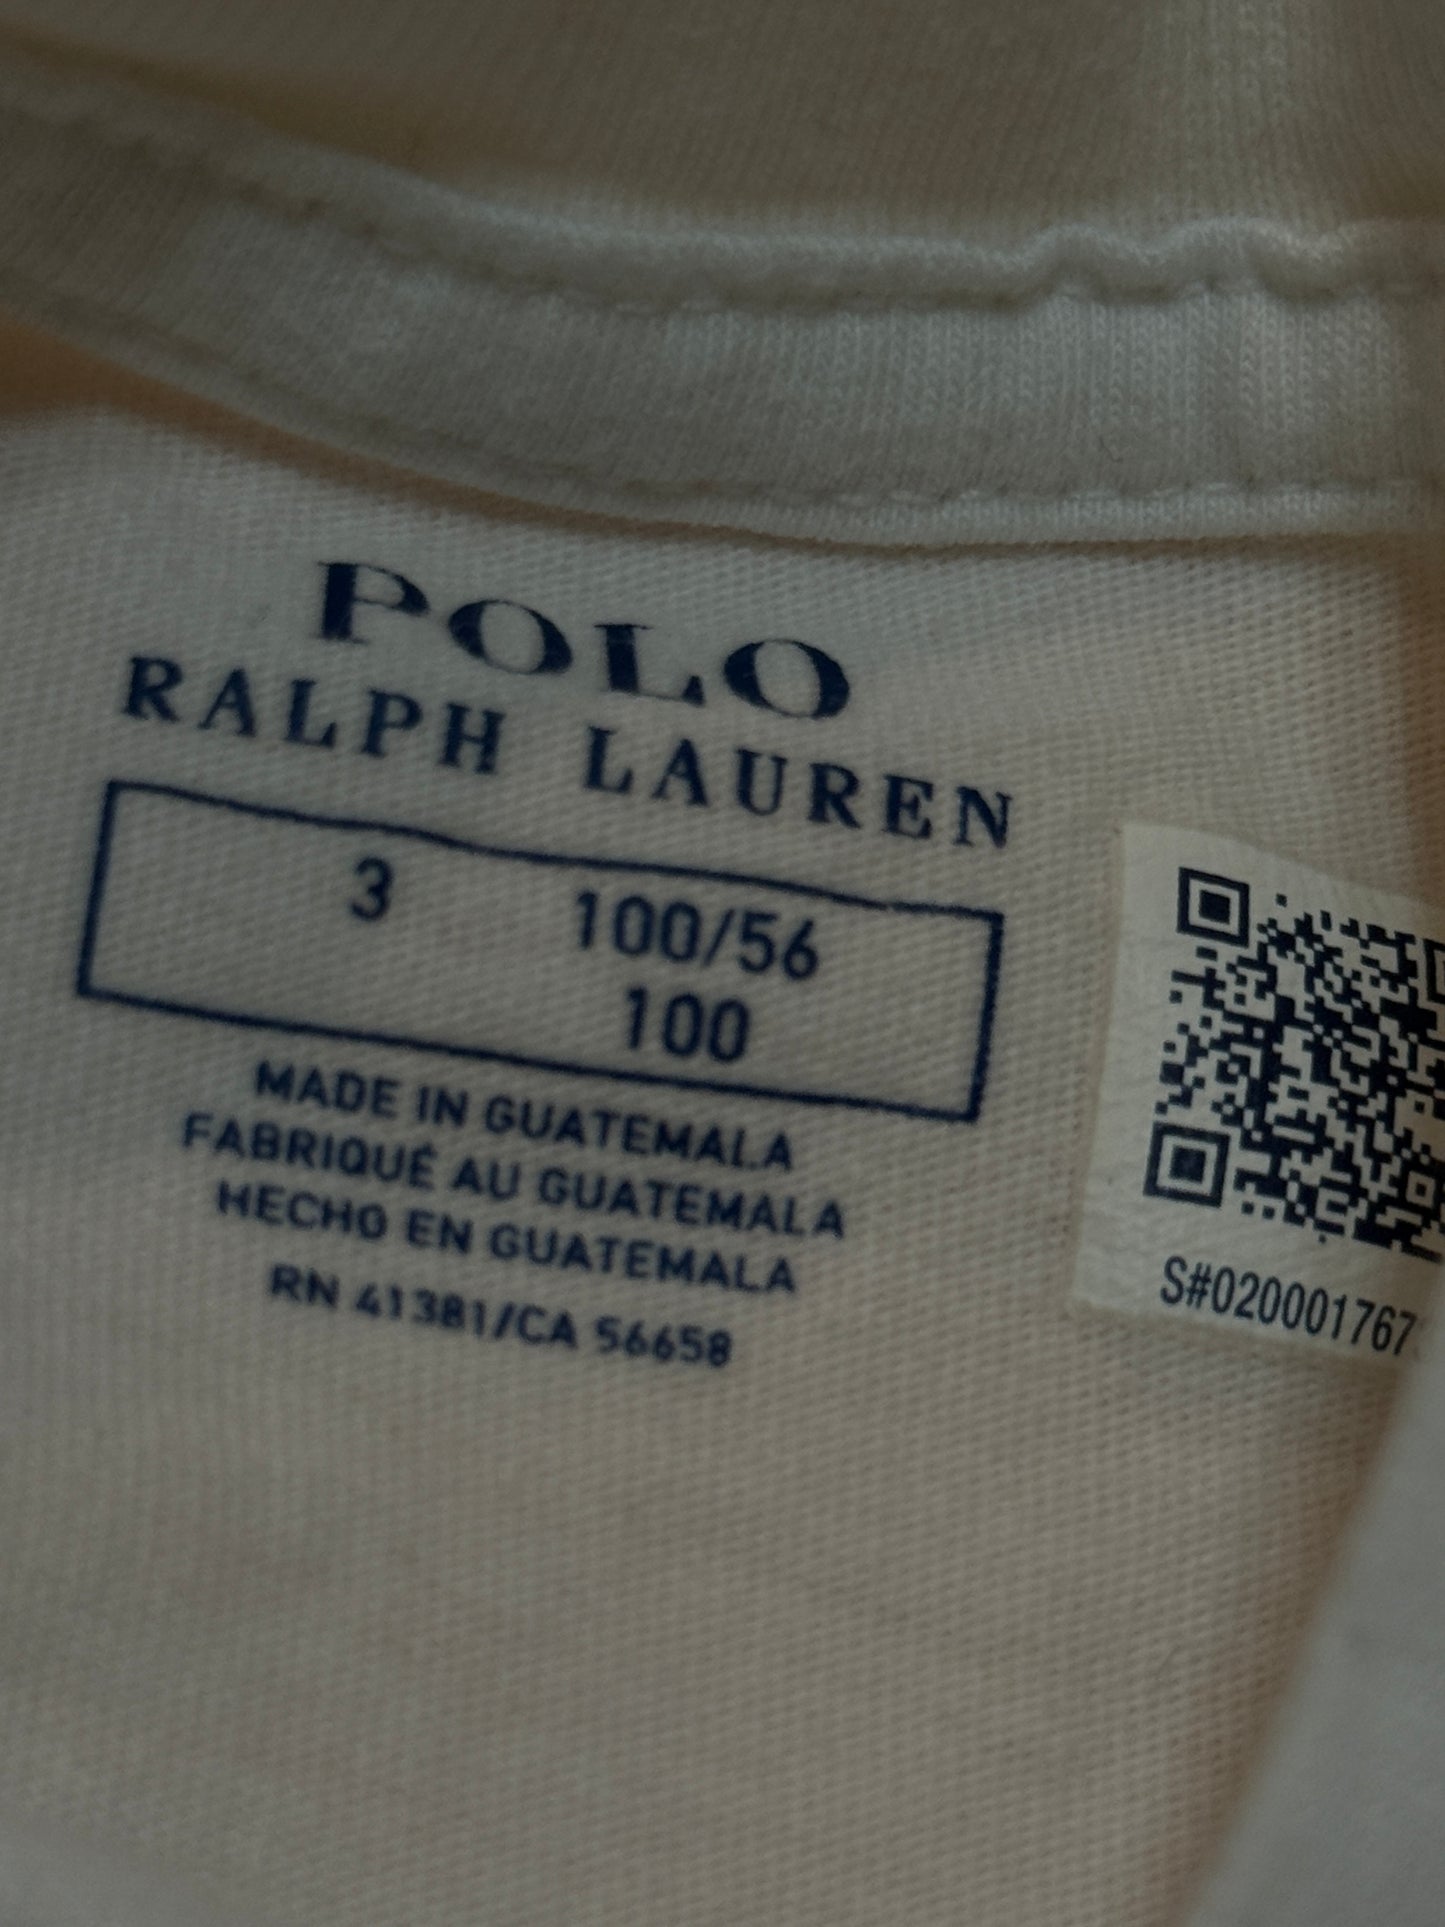 POLO
RALPH LAUREN
3 100/56
100
MADE IN GUATEMALA
FABRIQUÉ AU GUATEMALA
HECHO EN GUATEMALA
RN 41381/CA 56658
S#020001767